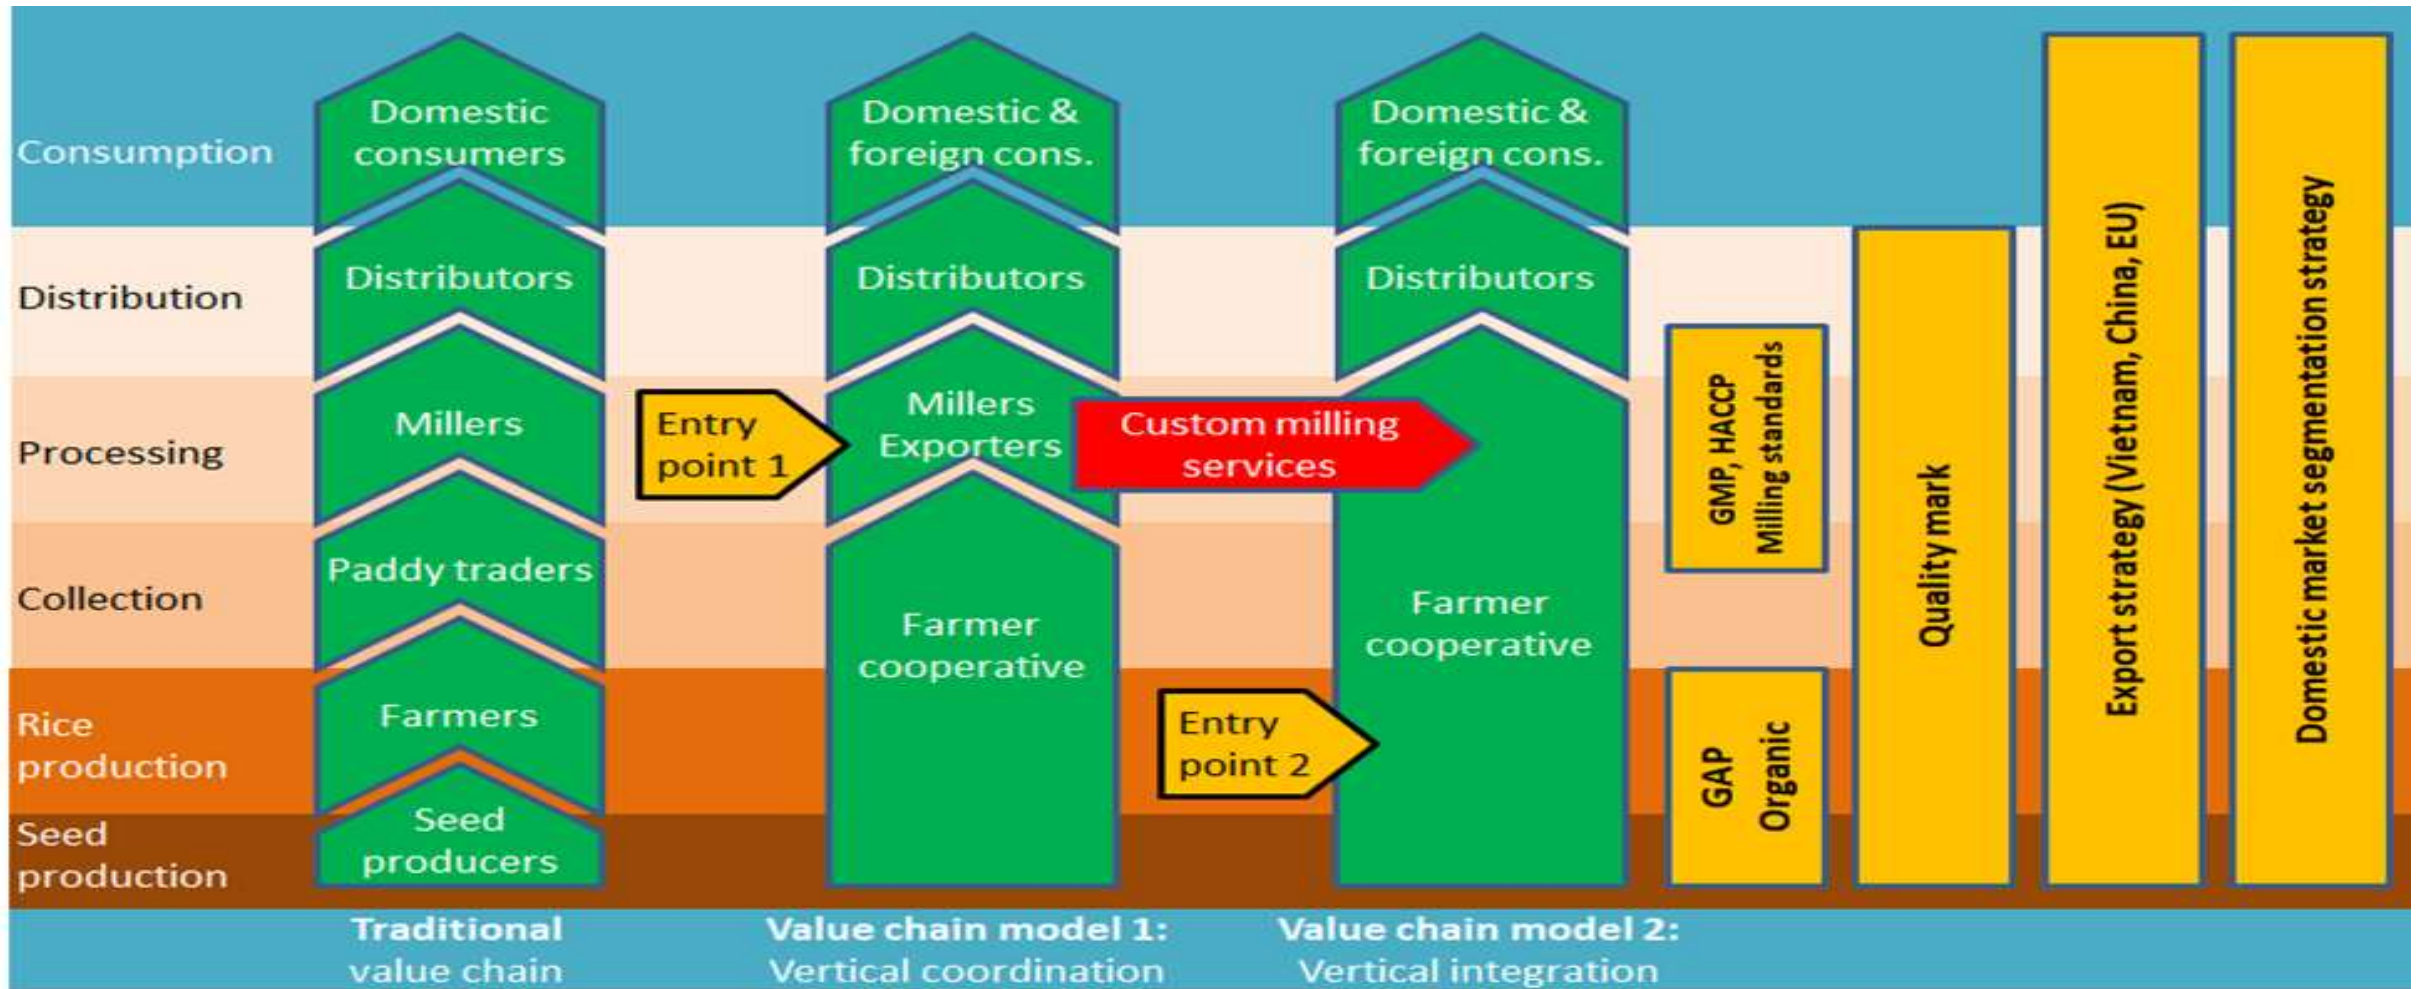 Consumption
Distribution
Processing
Collection
Rice
production
Seed
production
Domestic
consumers
Distributors
Millers
Paddy traders
Farmers
Seed
producers
Traditional
value chain
Entry
point 1
Domestic &
foreign cons.
Distributors
Millers
Exporters
Farmer
cooperative
Value chain model 1:
Vertical coordination
Custom milling
services
Entry
point 2
Domestic &
foreign cons.
Distributors
Farmer
cooperative
Value chain model 2:
Vertical integration
GMP, HACCP
Milling standards
GAP
Organic
Quality mark
Export strategy (Vietnam, China, EU)
Domestic market segmentation strategy